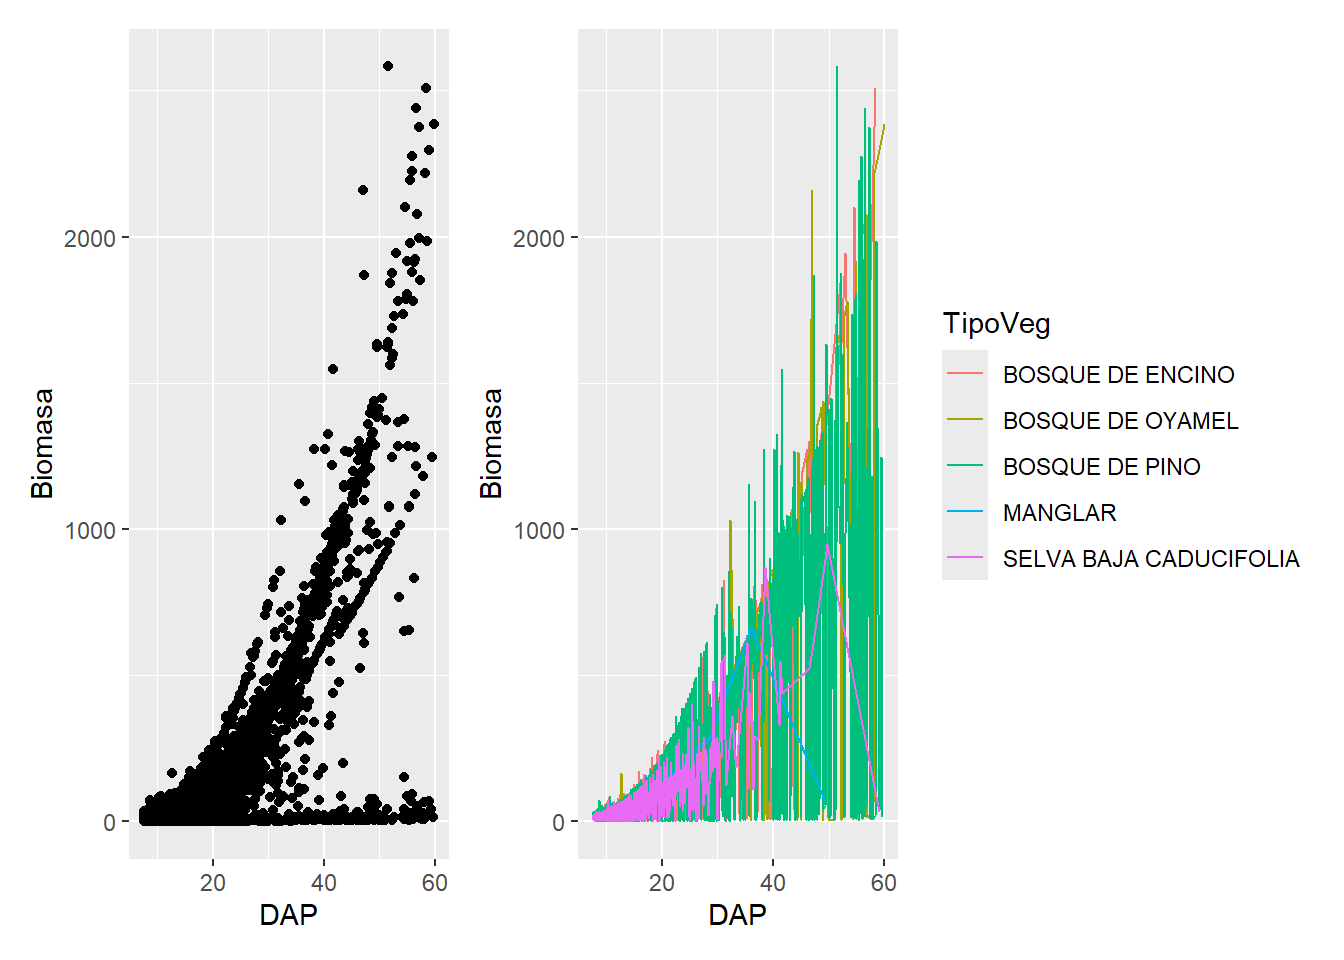 Biomasa
2000
1000
0
20 40 60
DAP
Biomasa
2000
1000
0
20 40 60
DAP
TipoVeg
BOSQUE DE ENCINO
BOSQUE DE OYAMEL
BOSQUE DE PINO
MANGLAR
SELVA BAJA CADUCIFOLIA